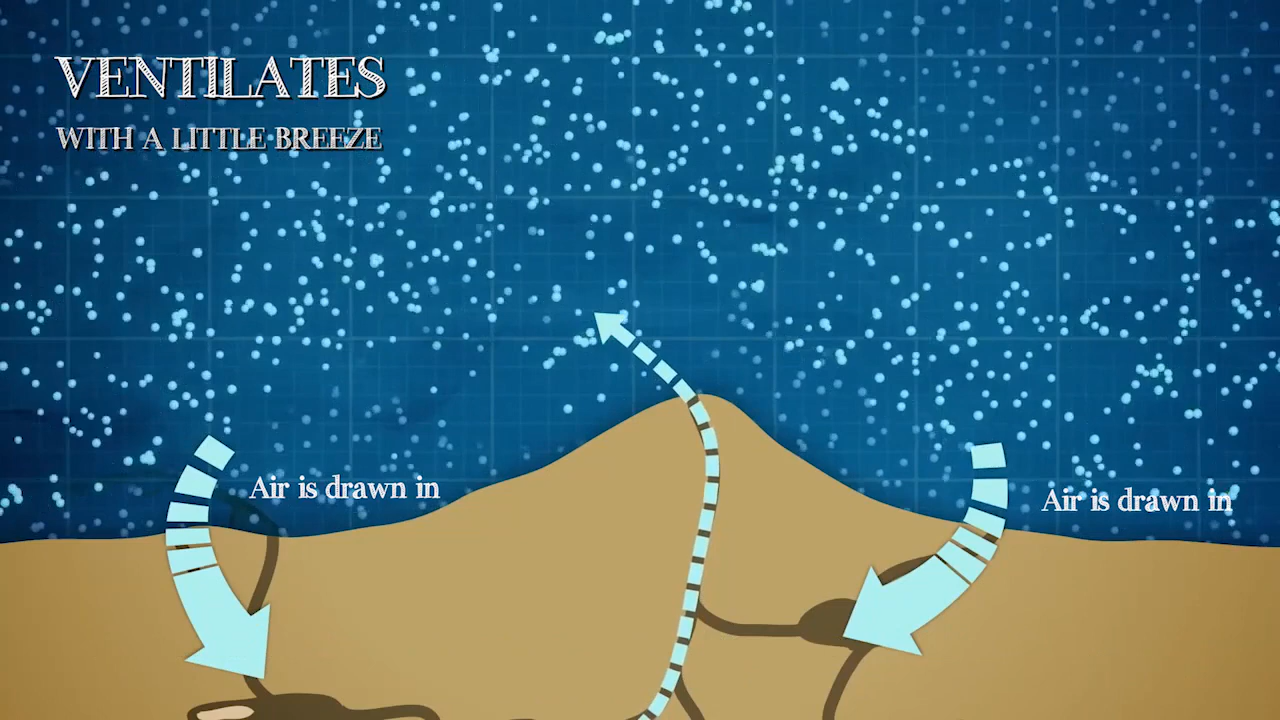 VENTILATES
WITH A LITTLE BREEZE
Air is drawn in
Air is drawn in